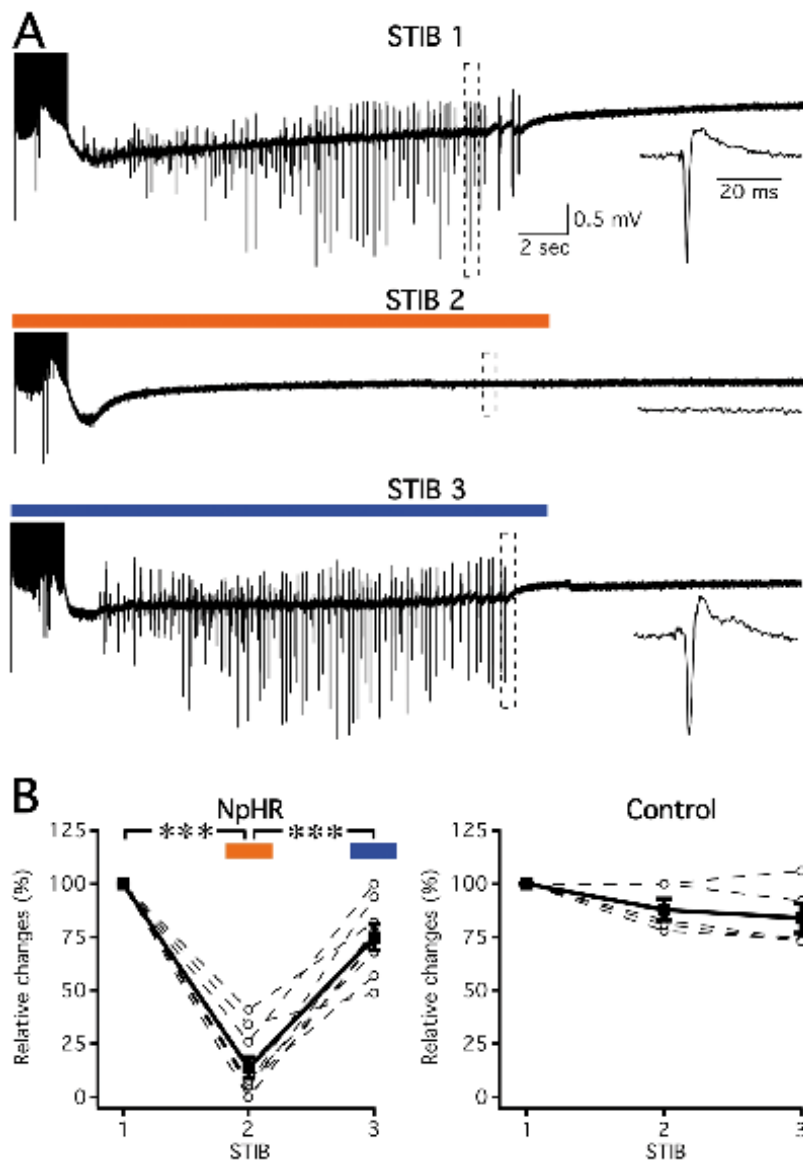 A
STIB 1
20 ms
0.5 mV
2 sec
STIB 2
STIB 3
B
NpHR
Control
*** ***
125
100
75
50
25
0
Relative changes (%)
1 2 3
STIB
125
100
75
50
25
0
Relative changes (%)
1 2 3
STIB